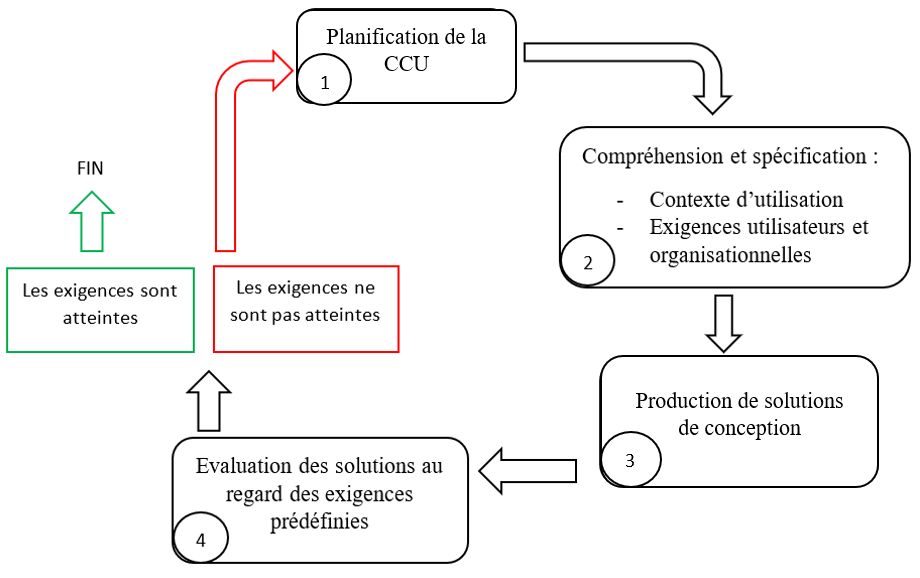 Planification de la
CCU
1
Compréhension et spécification :
- Contexte d'utilisation
- Exigences utilisateurs et
organisationnelles
2
Production de solutions
de conception
3
Evaluation des solutions au
regard des exigences
prédéfinies
4
Les exigences ne
sont pas atteintes
Les exigences sont
atteintes
FIN